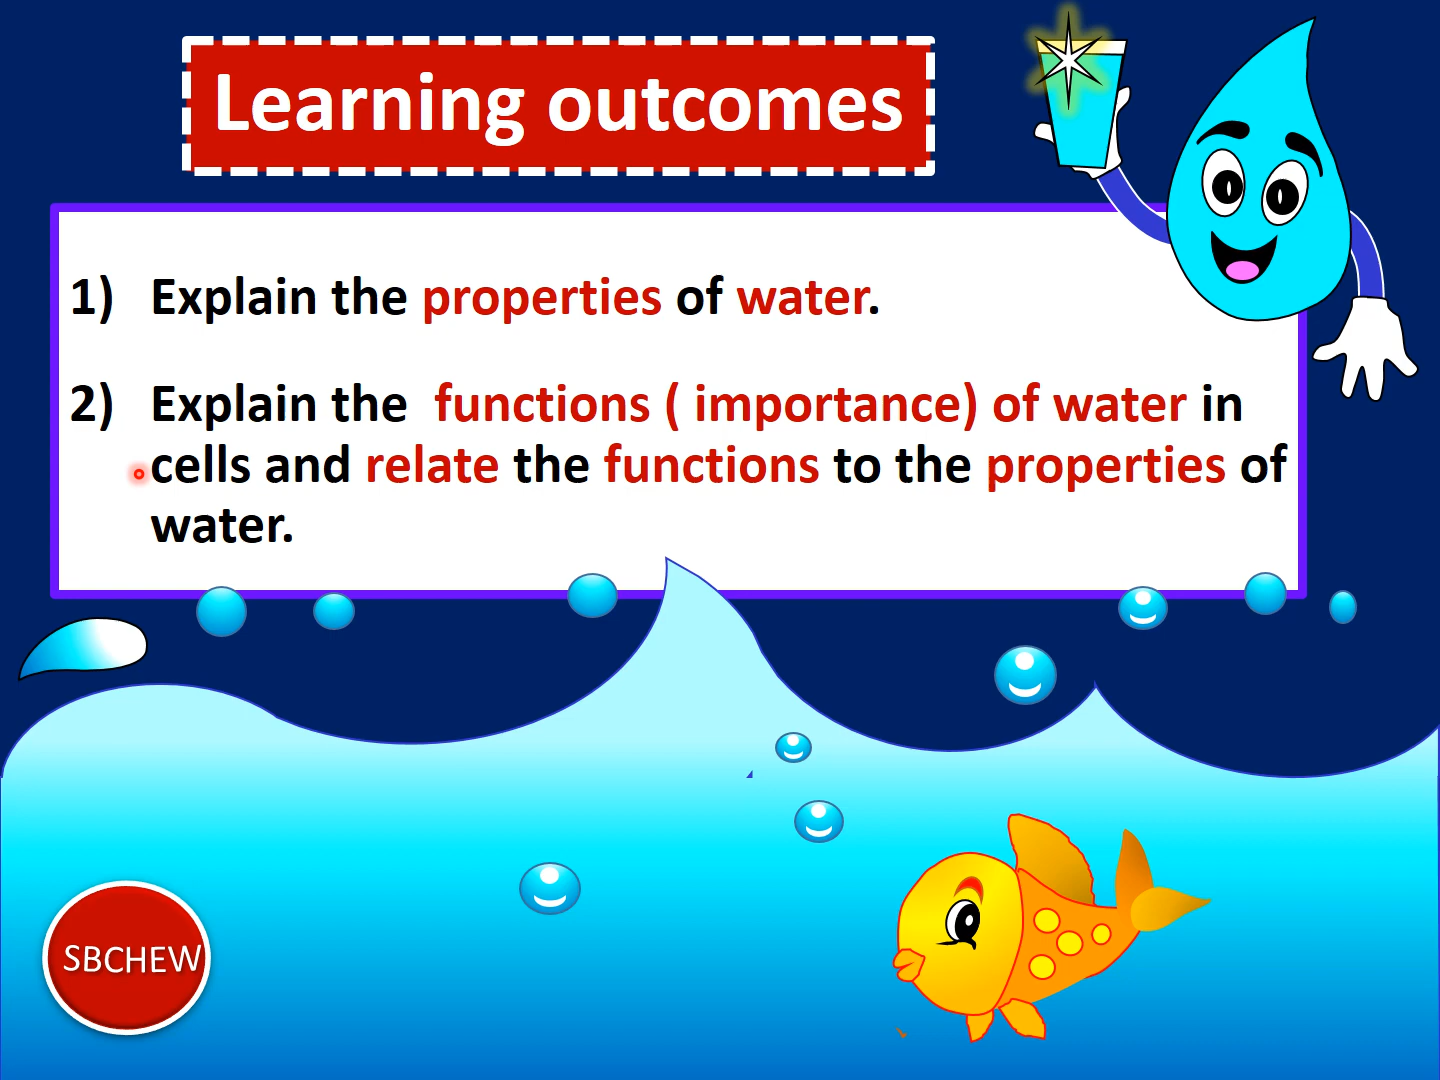 Learning outcomes
1) Explain the properties of water.
2) Explain the functions ( importance) of water in
cells and relate the functions to the properties of
water.
SBCHEW